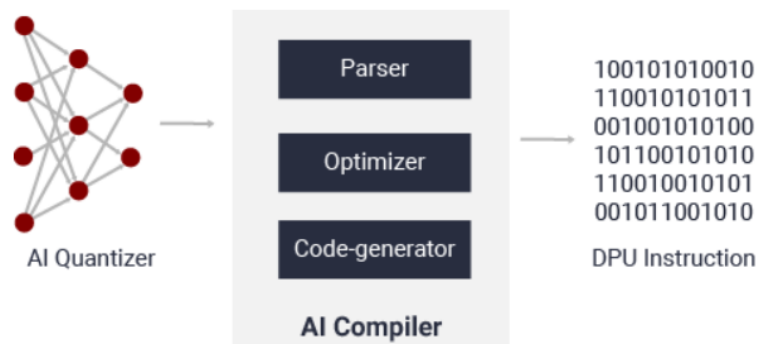 AI Quantizer
Parser
Optimizer
Code-generator
AI Compiler
100101010010
110010101011
001001010100
101100101010
110010010101
001011001010
DPU Instruction